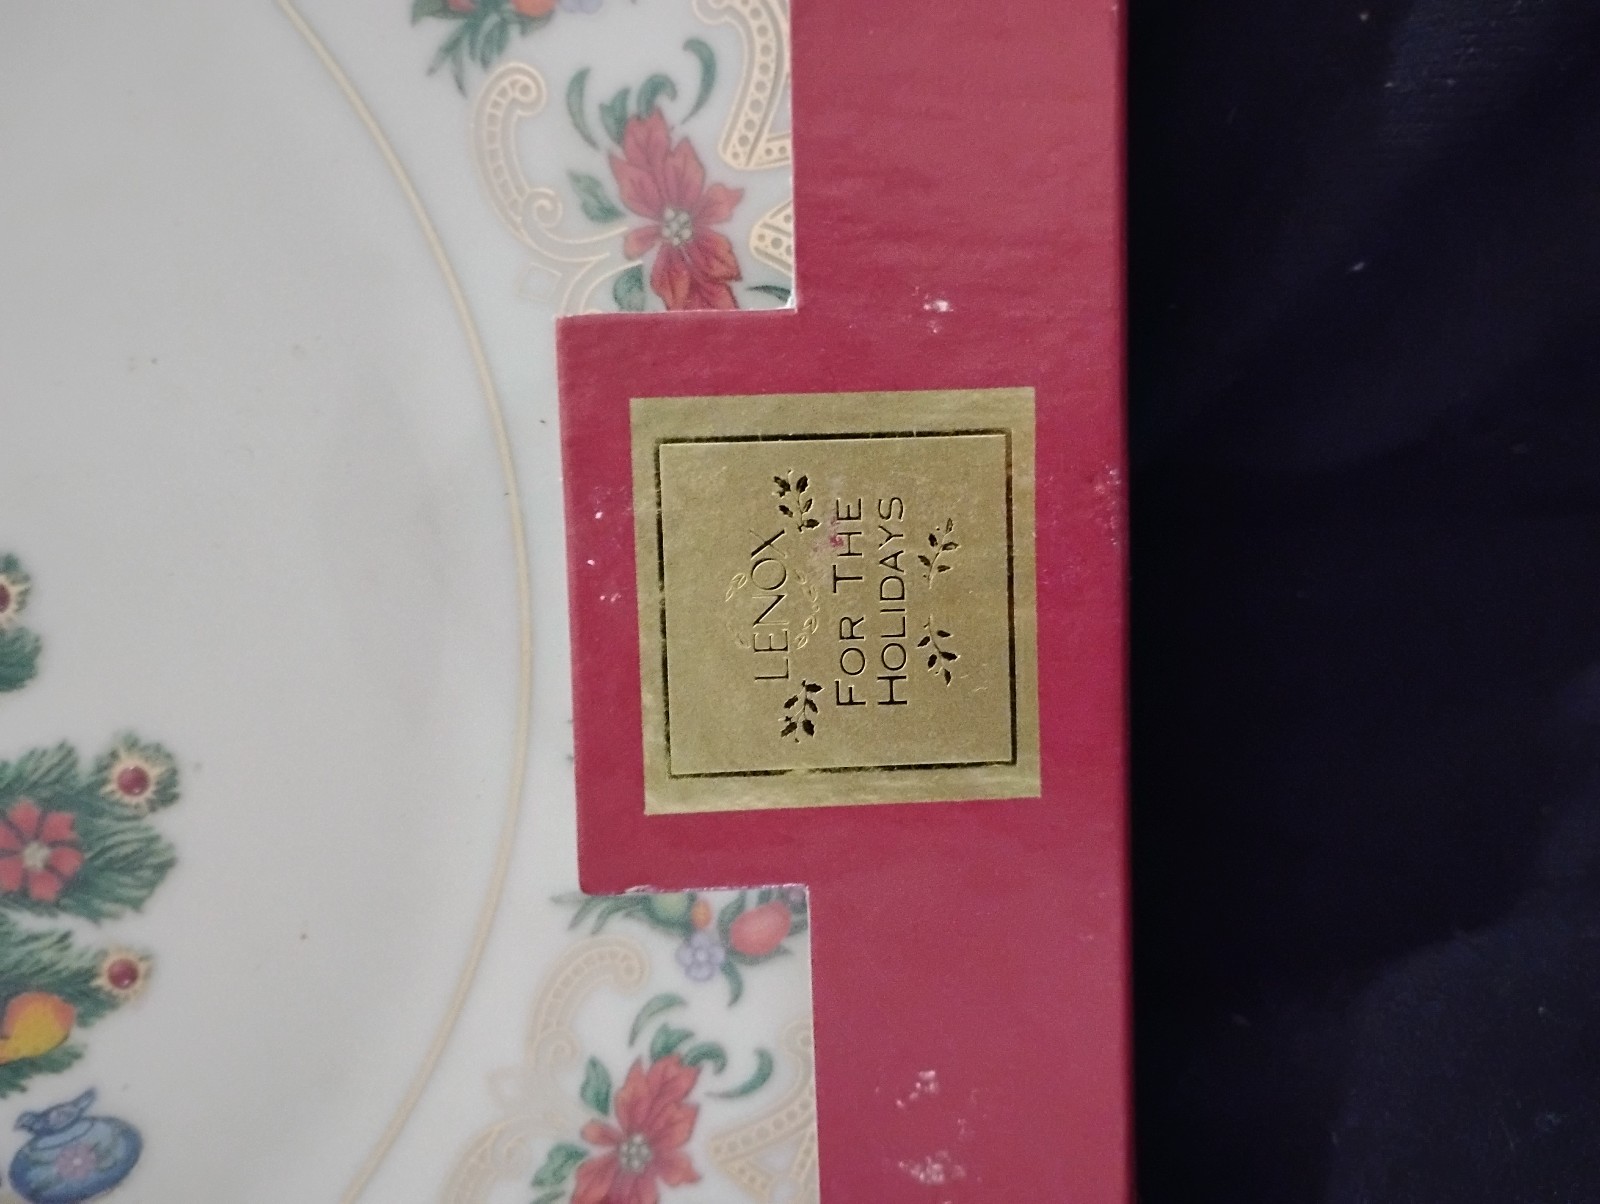 LENOX
FOR THE
HOLIDAYS